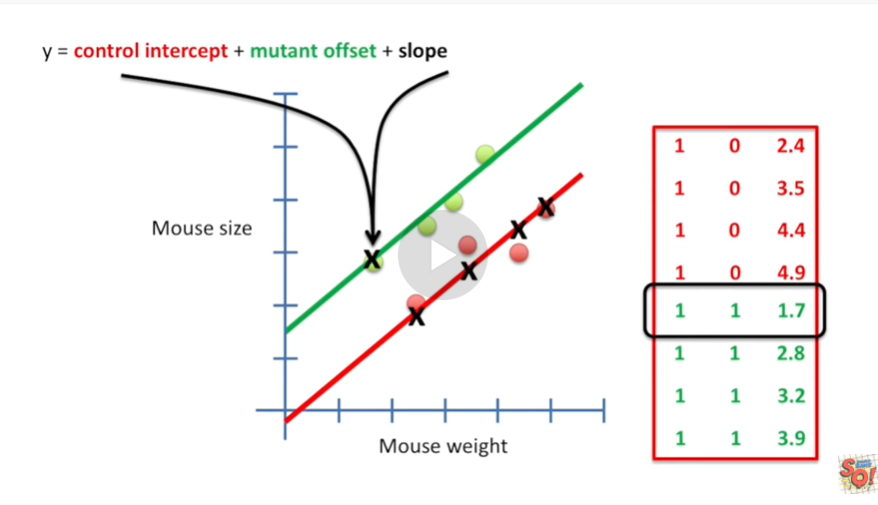 y = control intercept + mutant offset + slope
Mouse size
Mouse weight
1 0 2.4
1 0 3.5
1 0 4.4
1 0 4.9
1 1 1.7
1 1 2.8
1 1 3.2
1 1 3.9
X
X
X
X
X